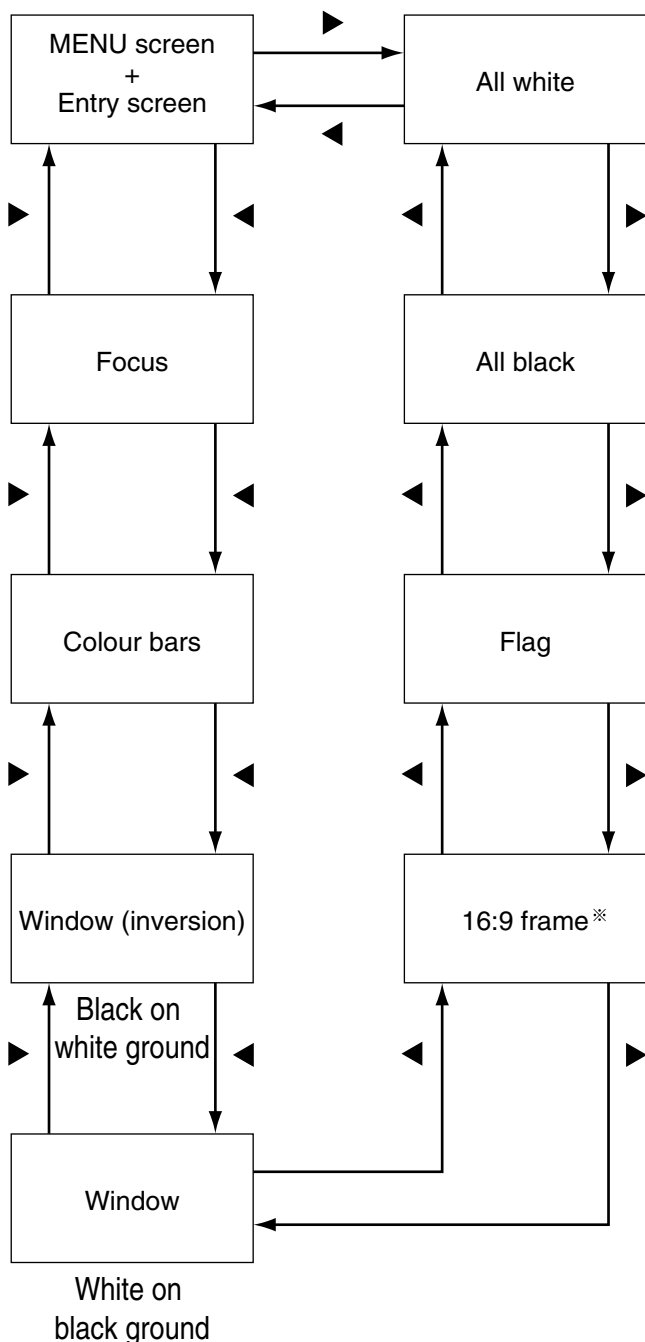 MENU screen
+
Entry screen
All white
Focus
All black
Colour bars
Flag
Window (inversion)
16:9 frame※
Black on
white ground
Window
White on
black ground